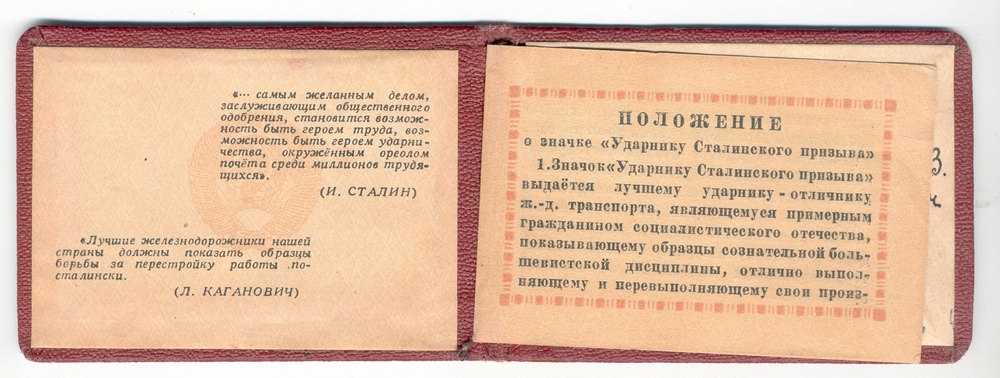 «... самым желанным делом,
заслуживающим общественного
одобрения, становится возмож-
ность быть героем труда, воз-
можность быть героем ударни-
чества, окружённым ореолом
почёта среди миллионов трудя-
щихся».
(И. СТАЛИН)
«Лучшие железнодорожники нашей
страны должны показать образцы
борьбы за перестройку работы по-
сталински.
(Л. КАГАНОВИЧ)
ПОЛОЖЕНИЕ
о значке «Ударнику Сталинского призыва»
1. Значок «Ударнику Сталинского призыва»
выдаётся лучшему ударнику - отличнику
ж.-д. транспорта, являющемуся примерным
гражданином социалистического отечества,
показывающему образцы сознательной боль-
шевистской дисциплины, отлично выпол-
няющему и перевыполняющему свои произ-